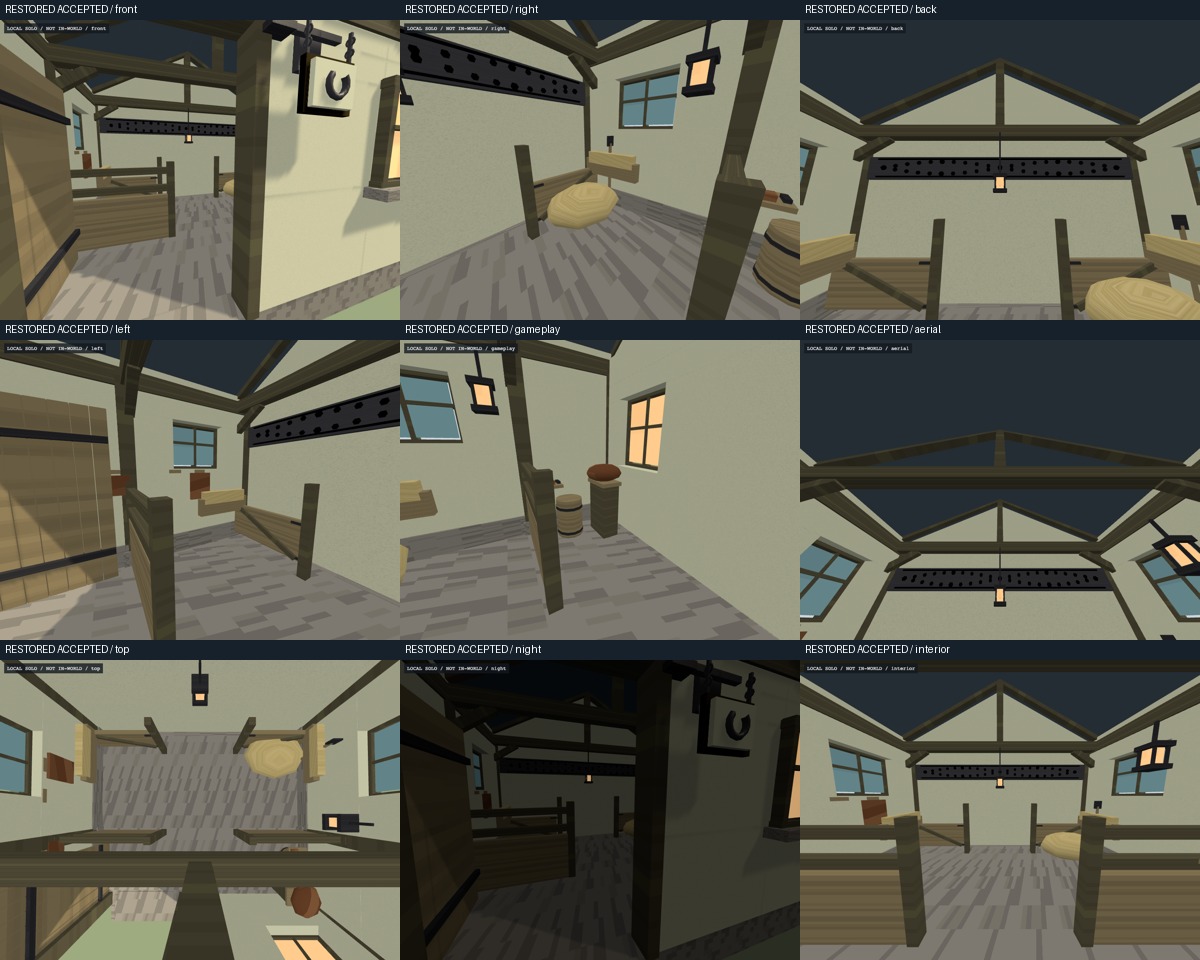 RESTORED ACCEPTED / front
RESTORED ACCEPTED / right
RESTORED ACCEPTED / back
LOCAL SOLO / NOT IN-WORLD / front
LOCAL SOLO / NOT IN-WORLD / right
LOCAL SOLO / NOT IN-WORLD / back
RESTORED ACCEPTED / left
RESTORED ACCEPTED / gameplay
RESTORED ACCEPTED / aerial
LOCAL SOLO / NOT IN-WORLD / left
LOCAL SOLO / NOT IN-WORLD / gameplay
LOCAL SOLO / NOT IN-WORLD / aerial
RESTORED ACCEPTED / top
RESTORED ACCEPTED / night
RESTORED ACCEPTED / interior
LOCAL SOLO / NOT IN-WORLD / top
LOCAL SOLO / NOT IN-WORLD / night
LOCAL SOLO / NOT IN-WORLD / interior